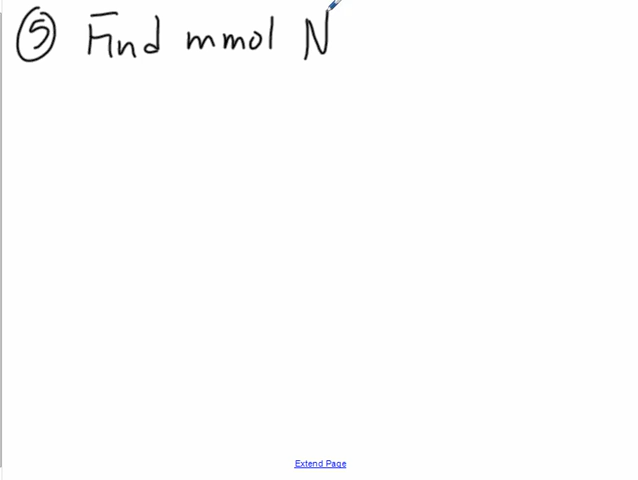 ⑤ Find mmol N
Extend Page